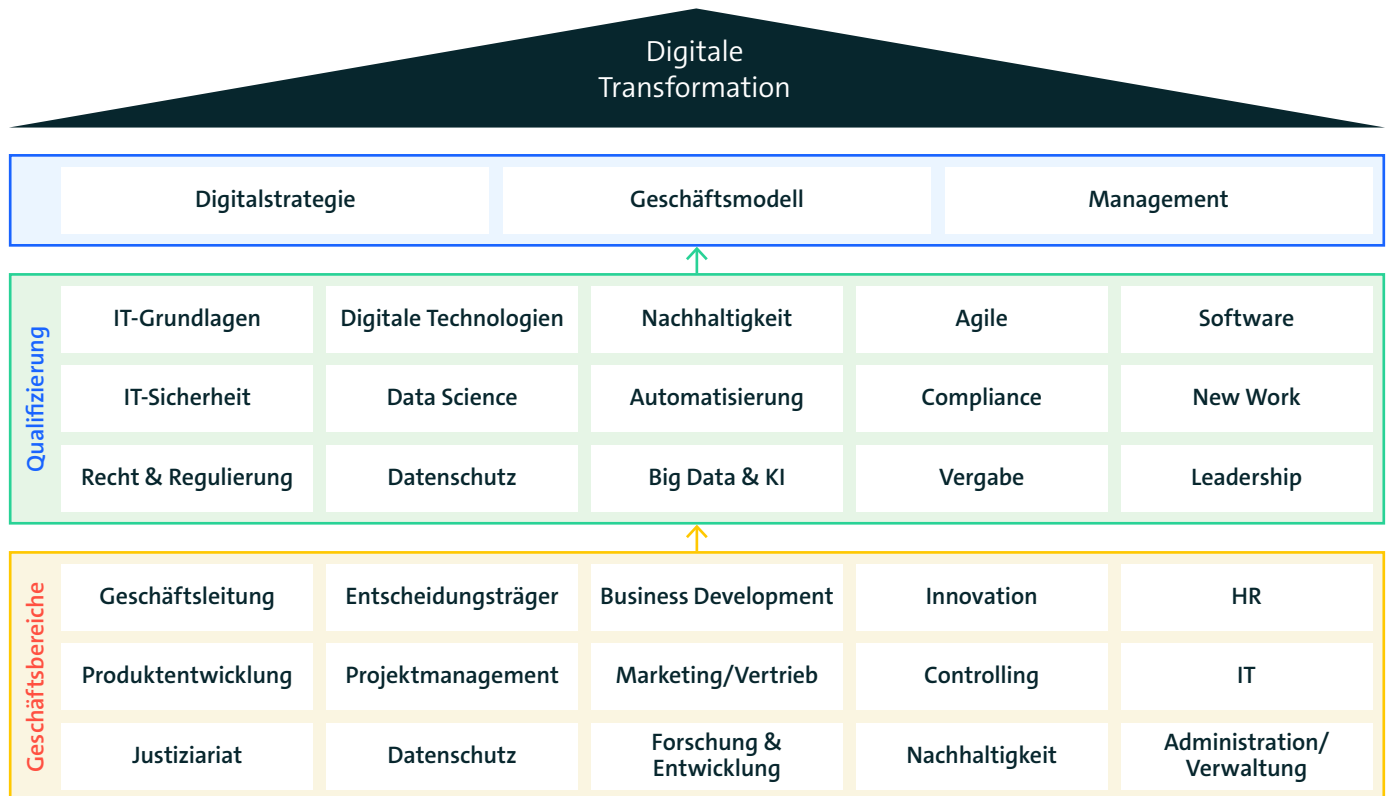 Digitale
Transformation
Digitalstrategie
Geschäftsmodell
Management
Qualifizierung
IT-Grundlagen
Digitale Technologien
Nachhaltigkeit
Agile
Software
IT-Sicherheit
Data Science
Automatisierung
Compliance
New Work
Recht & Regulierung
Datenschutz
Big Data & KI
Vergabe
Leadership
Geschäftsbereiche
Geschäftsleitung
Entscheidungsträger
Business Development
Innovation
HR
Produktentwicklung
Projektmanagement
Marketing/Vertrieb
Controlling
IT
Justiziariat
Datenschutz
Forschung &
Entwicklung
Nachhaltigkeit
Administration/
Verwaltung